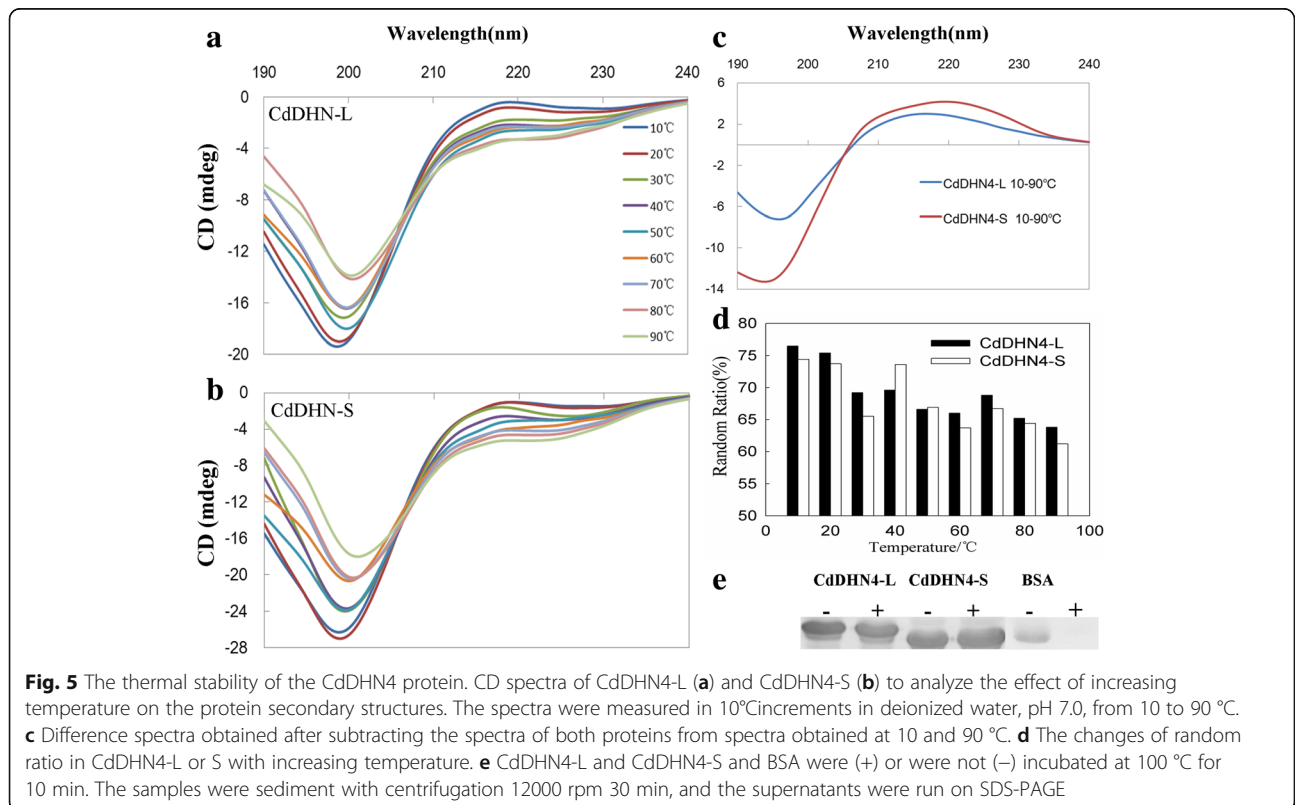 a
Wavelength(nm)
190 200 210 220 230 240
0
-4
-8
-12
-16
-20
CD (mdeg)
CdDHN-L
10℃
20℃
30℃
40℃
50℃
60℃
70℃
80℃
90℃
b
0
-4
-8
-12
-16
-20
-24
-28
CD (mdeg)
CdDHN-S
c
Wavelength(nm)
190 200 210 220 230 240
6
2
-2
-6
-10
-14
CdDHN4-L 10-90℃
CdDHN4-S 10-90℃
d
80
75
70
65
60
55
50
Random Ratio(%)
CdDHN4-L
CdDHN4-S
0 20 40 60 80 100
Temperature/℃
e
CdDHN4-L CdDHN4-S BSA
- + - + - +
Fig. 5 The thermal stability of the CdDHN4 protein. CD spectra of CdDHN4-L (a) and CdDHN4-S (b) to analyze the effect of increasing
temperature on the protein secondary structures. The spectra were measured in 10°Cincrements in deionized water, pH 7.0, from 10 to 90 °C.
c Difference spectra obtained after subtracting the spectra of both proteins from spectra obtained at 10 and 90 °C. d The changes of random
ratio in CdDHN4-L or S with increasing temperature. e CdDHN4-L and CdDHN4-S and BSA were (+) or were not (−) incubated at 100 °C for
10 min. The samples were sediment with centrifugation 12000 rpm 30 min, and the supernatants were run on SDS-PAGE